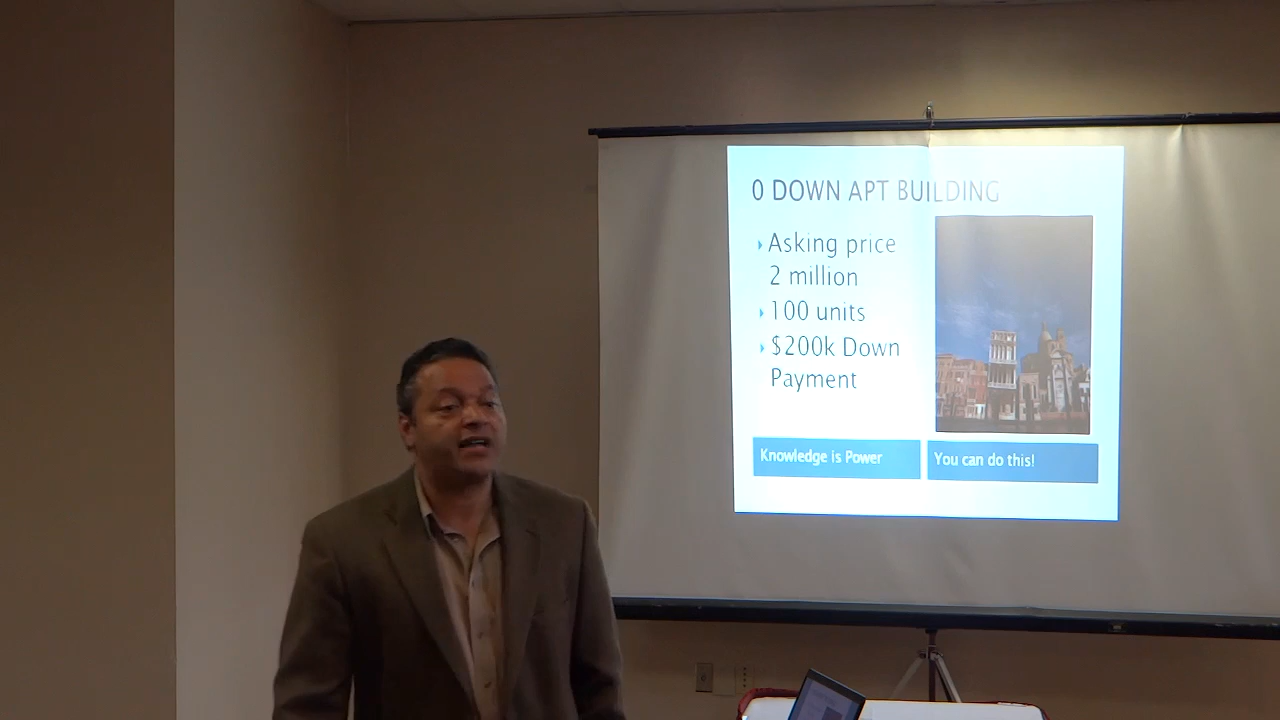 0 DOWN APT BUILDING
Asking price
2 million
100 units
$200k Down
Payment
Knowledge is Power
You can do this!